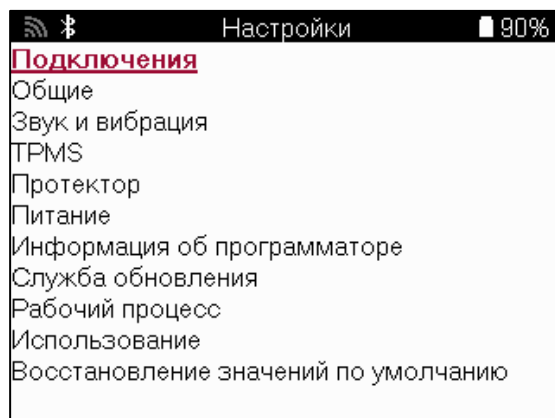 Настройки 90%
Подключения
Общие
Звук и вибрация
TPMS
Протектор
Питание
Информация об программаторе
Служба обновления
Рабочий процесс
Использование
Восстановление значений по умолчанию